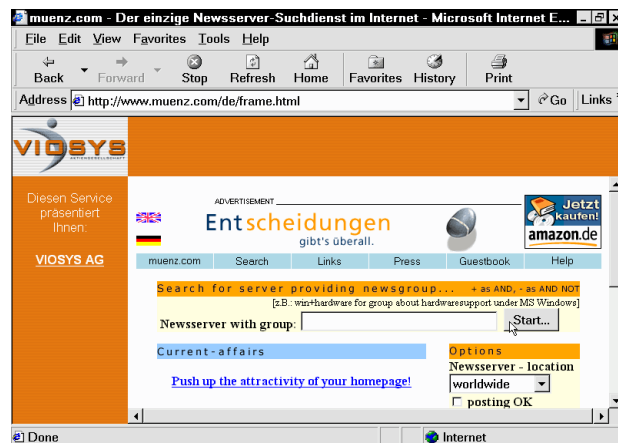 muenz.com - Der einzige Newsserver-Suchdienst im Internet - Microsoft Internet E...
File Edit View Favorites Tools Help
Back Forward Stop Refresh Home Favorites History Print
Address http://www.muenz.com/de/frame.html Go Links
VIOSYS
AKTIENGESELLSCHAFT
Diesen Service
präsentiert
Ihnen:
VIOSYS AG
ADVERTISEMENT
Entscheidungen
gibt's überall.
Jetzt
kaufen!
amazon.de
muenz.com Search Links Press Guestbook Help
Search for server providing newsgroup... + as AND, - as AND NOT
[z.B.: win+hardware for group about hardwaresupport under MS Windows]
Newsserver with group: Start...
Current-affairs
Push up the attractivity of your homepage!
Options
Newsserver - location
worldwide
posting OK
Done Internet